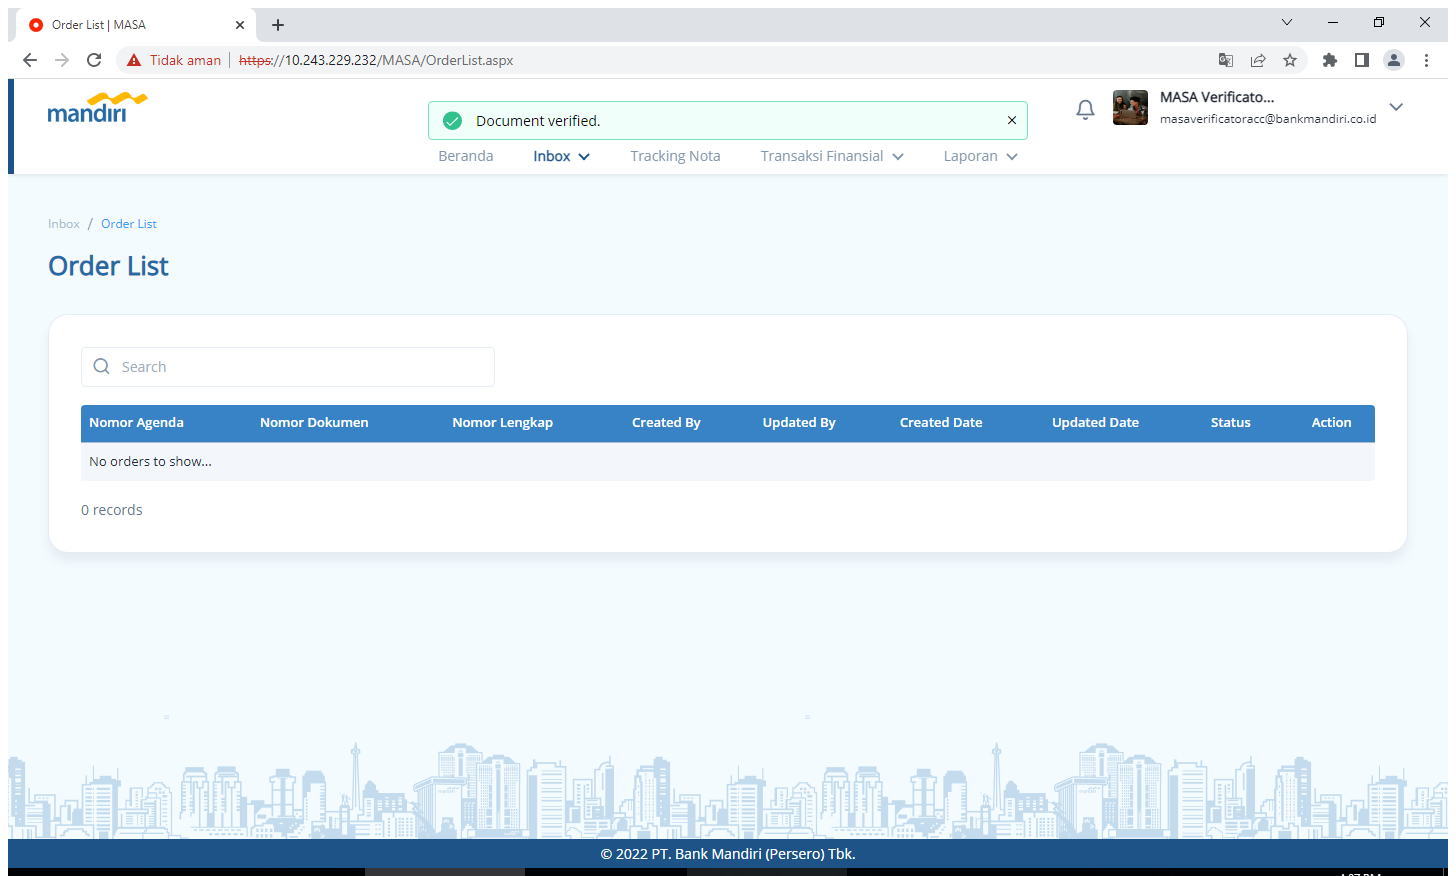 Order List | MASA
Tidak aman
https://10.243.229.232/MASA/OrderList.aspx
mandiri
Document verified.
MASA Verificato...
masaverificatoracc@bankmandiri.co.id
Beranda
Inbox
Tracking Nota
Transaksi Finansial
Laporan
Inbox / Order List
Order List
Search
Nomor Agenda Nomor Dokumen Nomor Lengkap Created By Updated By Created Date Updated Date Status Action
No orders to show...
0 records
© 2022 PT. Bank Mandiri (Persero) Tbk.